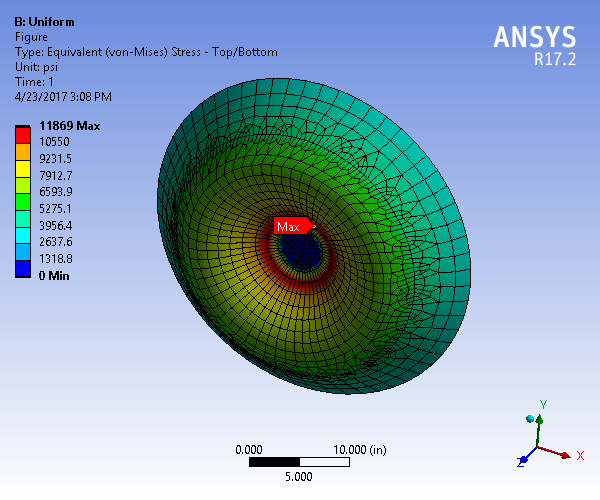 B: Uniform
Figure
Type: Equivalent (von-Mises) Stress - Top/Bottom
Unit: psi
Time: 1
4/23/2017 3:08 PM
ANSYS
R17.2
11869 Max
10550
9231.5
7912.7
6593.9
5275.1
3956.4
2637.6
1318.8
0 Min
Max
0.000 10.000 (in)
5.000
Y
X
Z